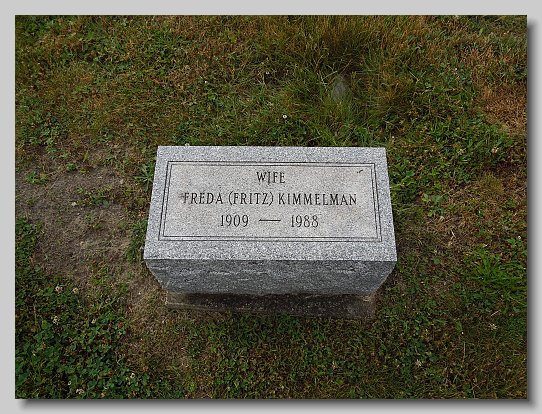 WIFE
FREDA (FRITZ) KIMMELMAN
1909 — 1988